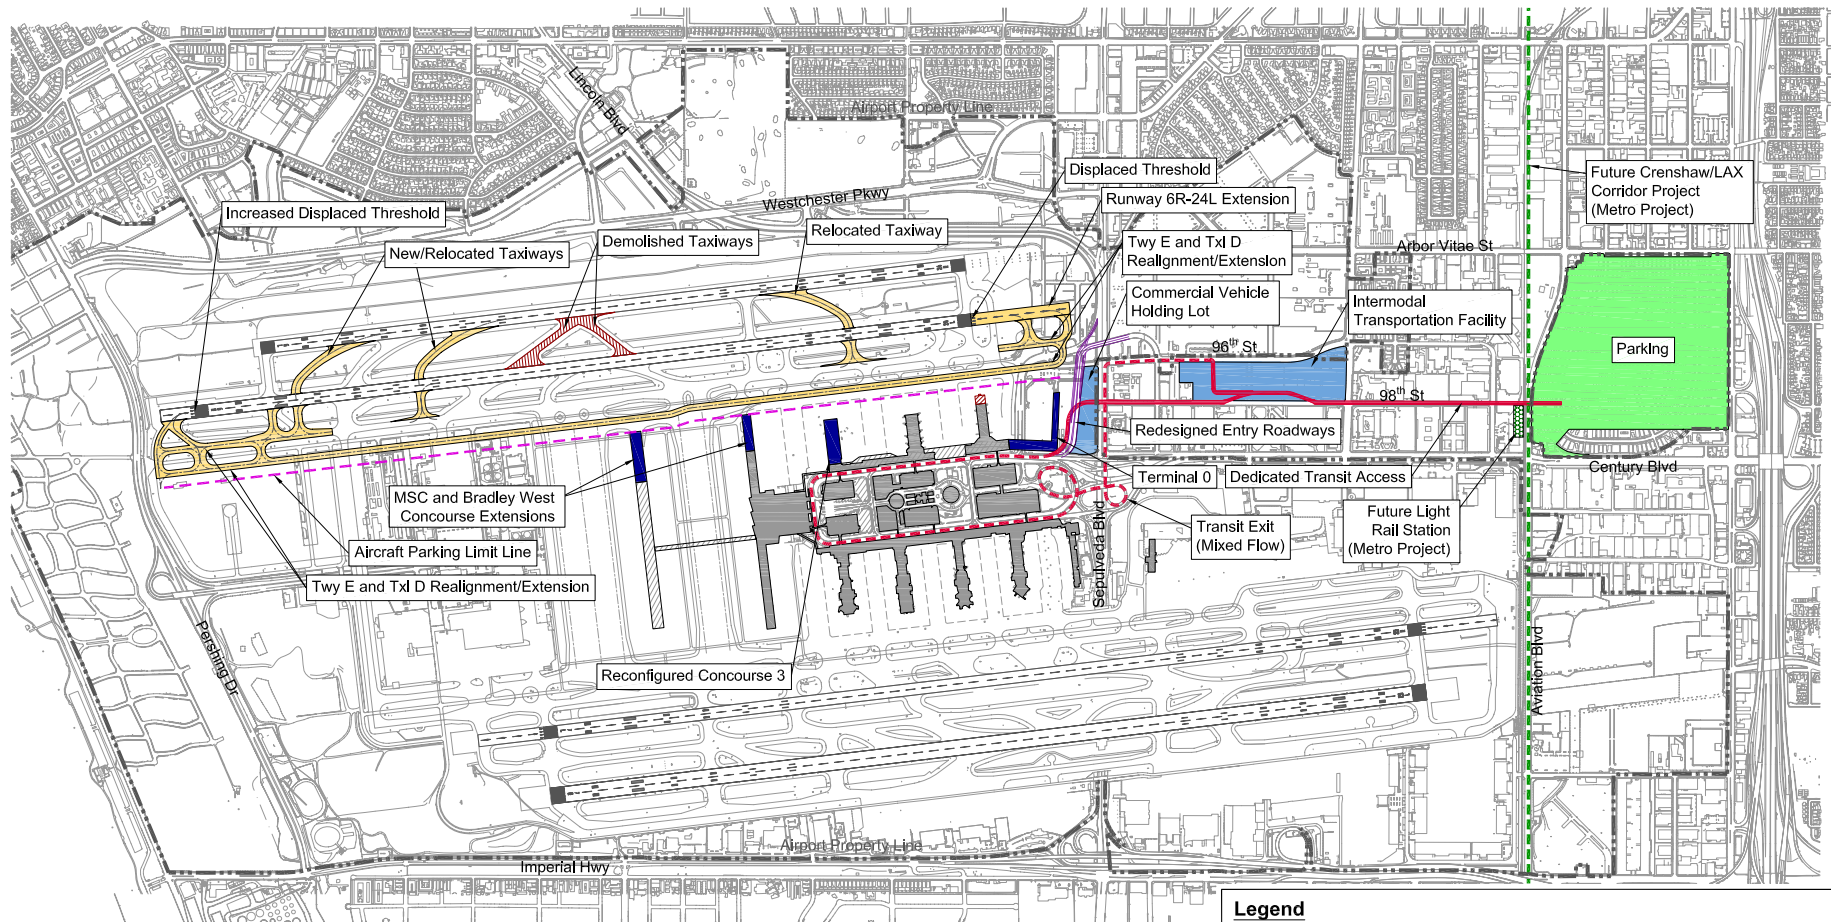 Lincoln Blvd
Airport Property Line
Westchester Pkwy
Displaced Threshold
Runway 6R-24L Extension
Future Crenshaw/LAX
Corridor Project
(Metro Project)
Increased Displaced Threshold
New/Relocated Taxiways
Demolished Taxiways
Relocated Taxiway
Twy E and Txl D
Realignment/Extension
Arbor Vitae St
Commercial Vehicle
Holding Lot
Intermodal
Transportation Facility
96th St
Parking
98th St
Redesigned Entry Roadways
Terminal 0
Dedicated Transit Access
Century Blvd
MSC and Bradley West
Concourse Extensions
Transit Exit
(Mixed Flow)
Future Light
Rail Station
(Metro Project)
Aircraft Parking Limit Line
Twy E and Txl D Realignment/Extension
Sepulveda Blvd
Pershing Dr
Reconfigured Concourse 3
Aviation Blvd
Airport Property Line
Imperial Hwy
Legend